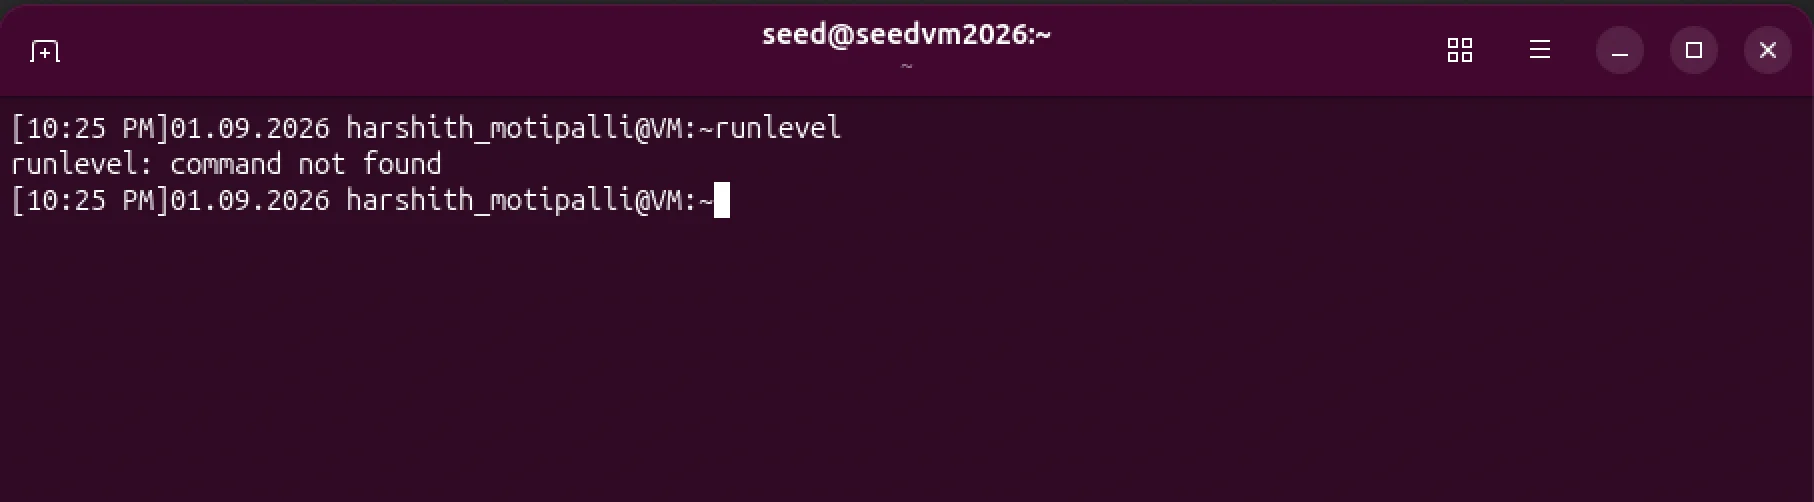 seed@seedvm2026:~
~
[10:25 PM]01.09.2026 harshith_motipalli@VM:~runlevel
runlevel: command not found
[10:25 PM]01.09.2026 harshith_motipalli@VM:~